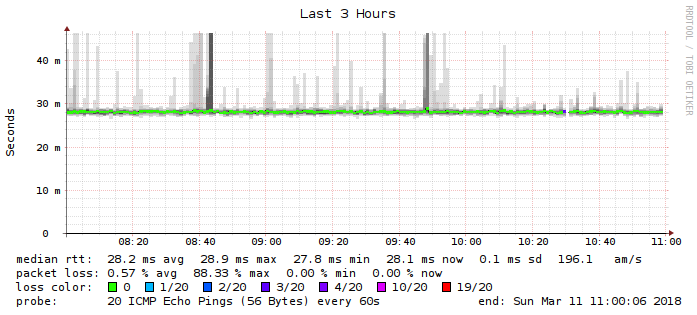 Last 3 Hours
RRDTOOL / TOBI OETIKER
Seconds
40 m
30 m
20 m
10 m
0
08:20 08:40 09:00 09:20 09:40 10:00 10:20 10:40 11:00
median rtt: 28.2 ms avg 28.9 ms max 27.8 ms min 28.1 ms now 0.1 ms sd 196.1 am/s
packet loss: 0.57 % avg 88.33 % max 0.00 % min 0.00 % now
loss color: 0 1/20 2/20 3/20 4/20 10/20 19/20
probe: 20 ICMP Echo Pings (56 Bytes) every 60s end: Sun Mar 11 11:00:06 2018